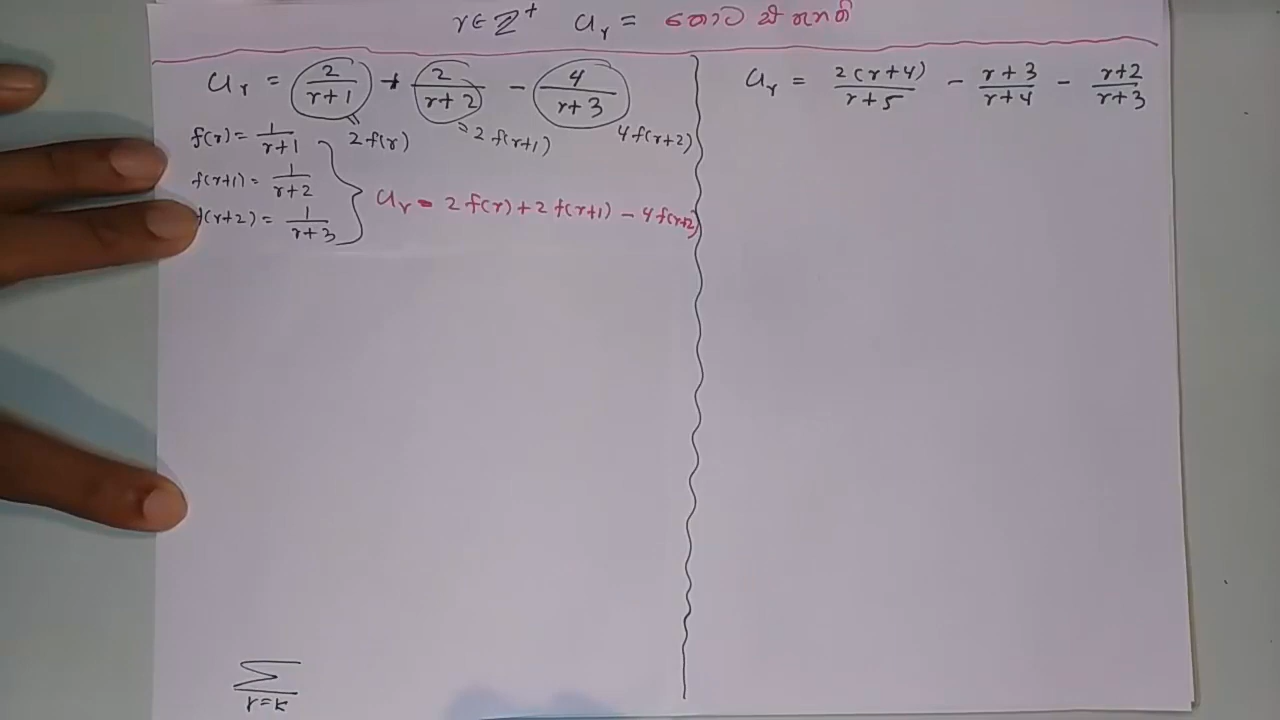 r ∈ ℤ⁺ Uᵣ =
Uᵣ = 2/(r+1) + 2/(r+2) − 4/(r+3)
f(r) = 1/(r+1) 2f(r) = 2f(r+1) 4f(r+2)
f(r+1) = 1/(r+2)
f(r+2) = 1/(r+3)
Uᵣ = 2f(r) + 2f(r+1) − 4f(r+2)
Σ r=k
Uᵣ = 2(r+4)/(r+5) − (r+3)/(r+4) − (r+2)/(r+3)